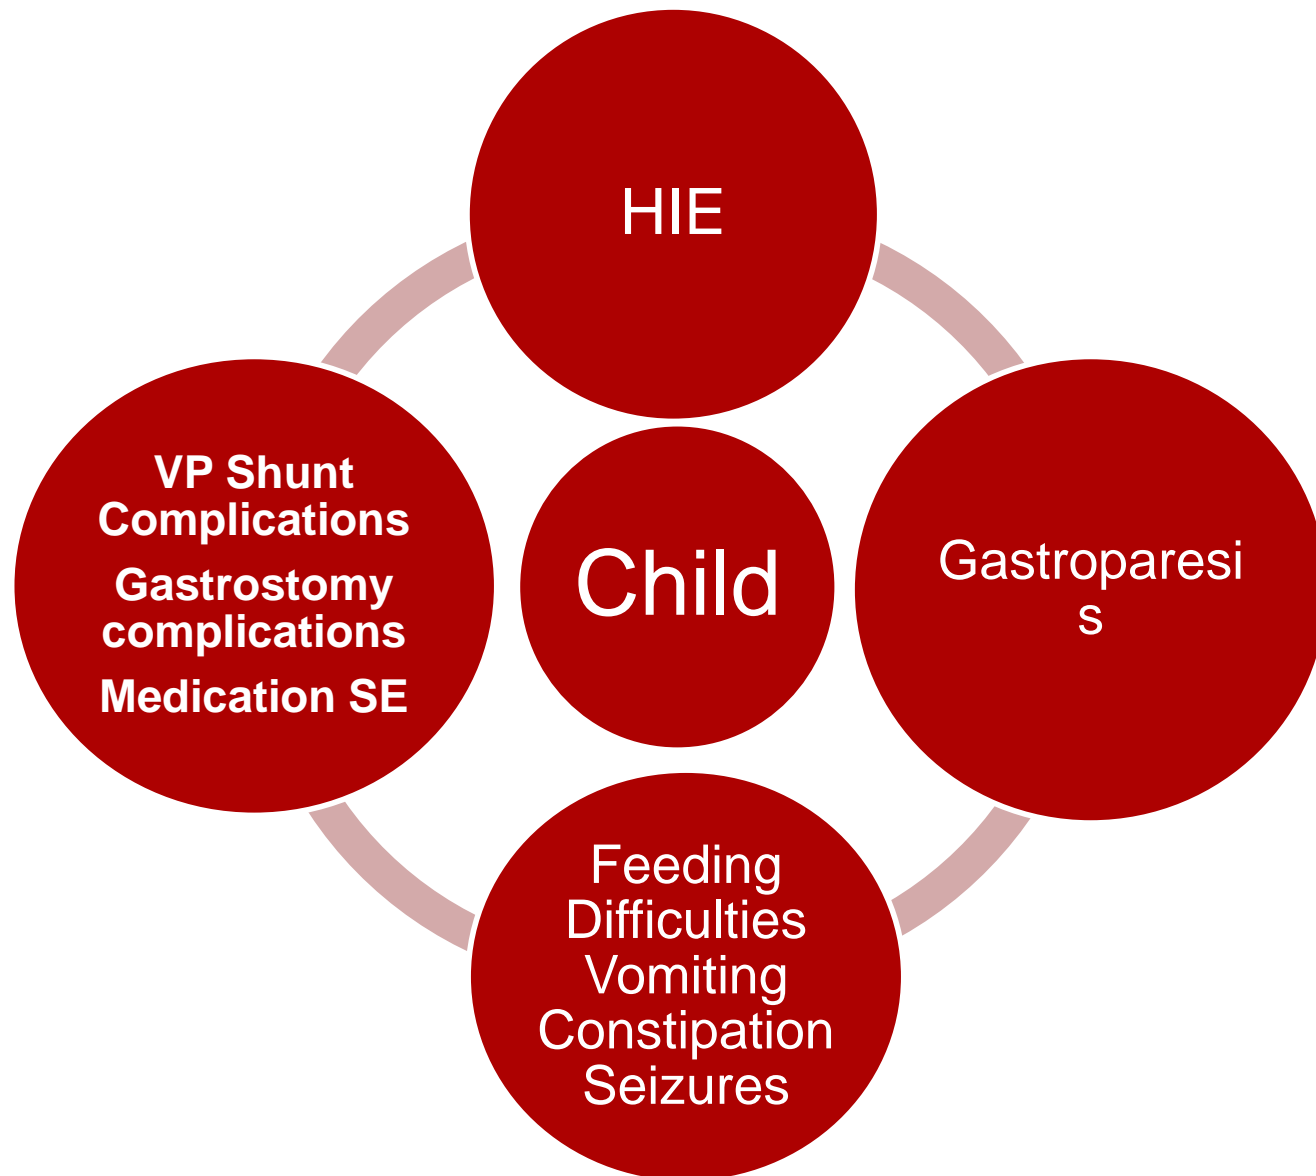 HIE
VP Shunt
Complications
Gastrostomy
complications
Medication SE
Child
Gastroparesi
s
Feeding
Difficulties
Vomiting
Constipation
Seizures